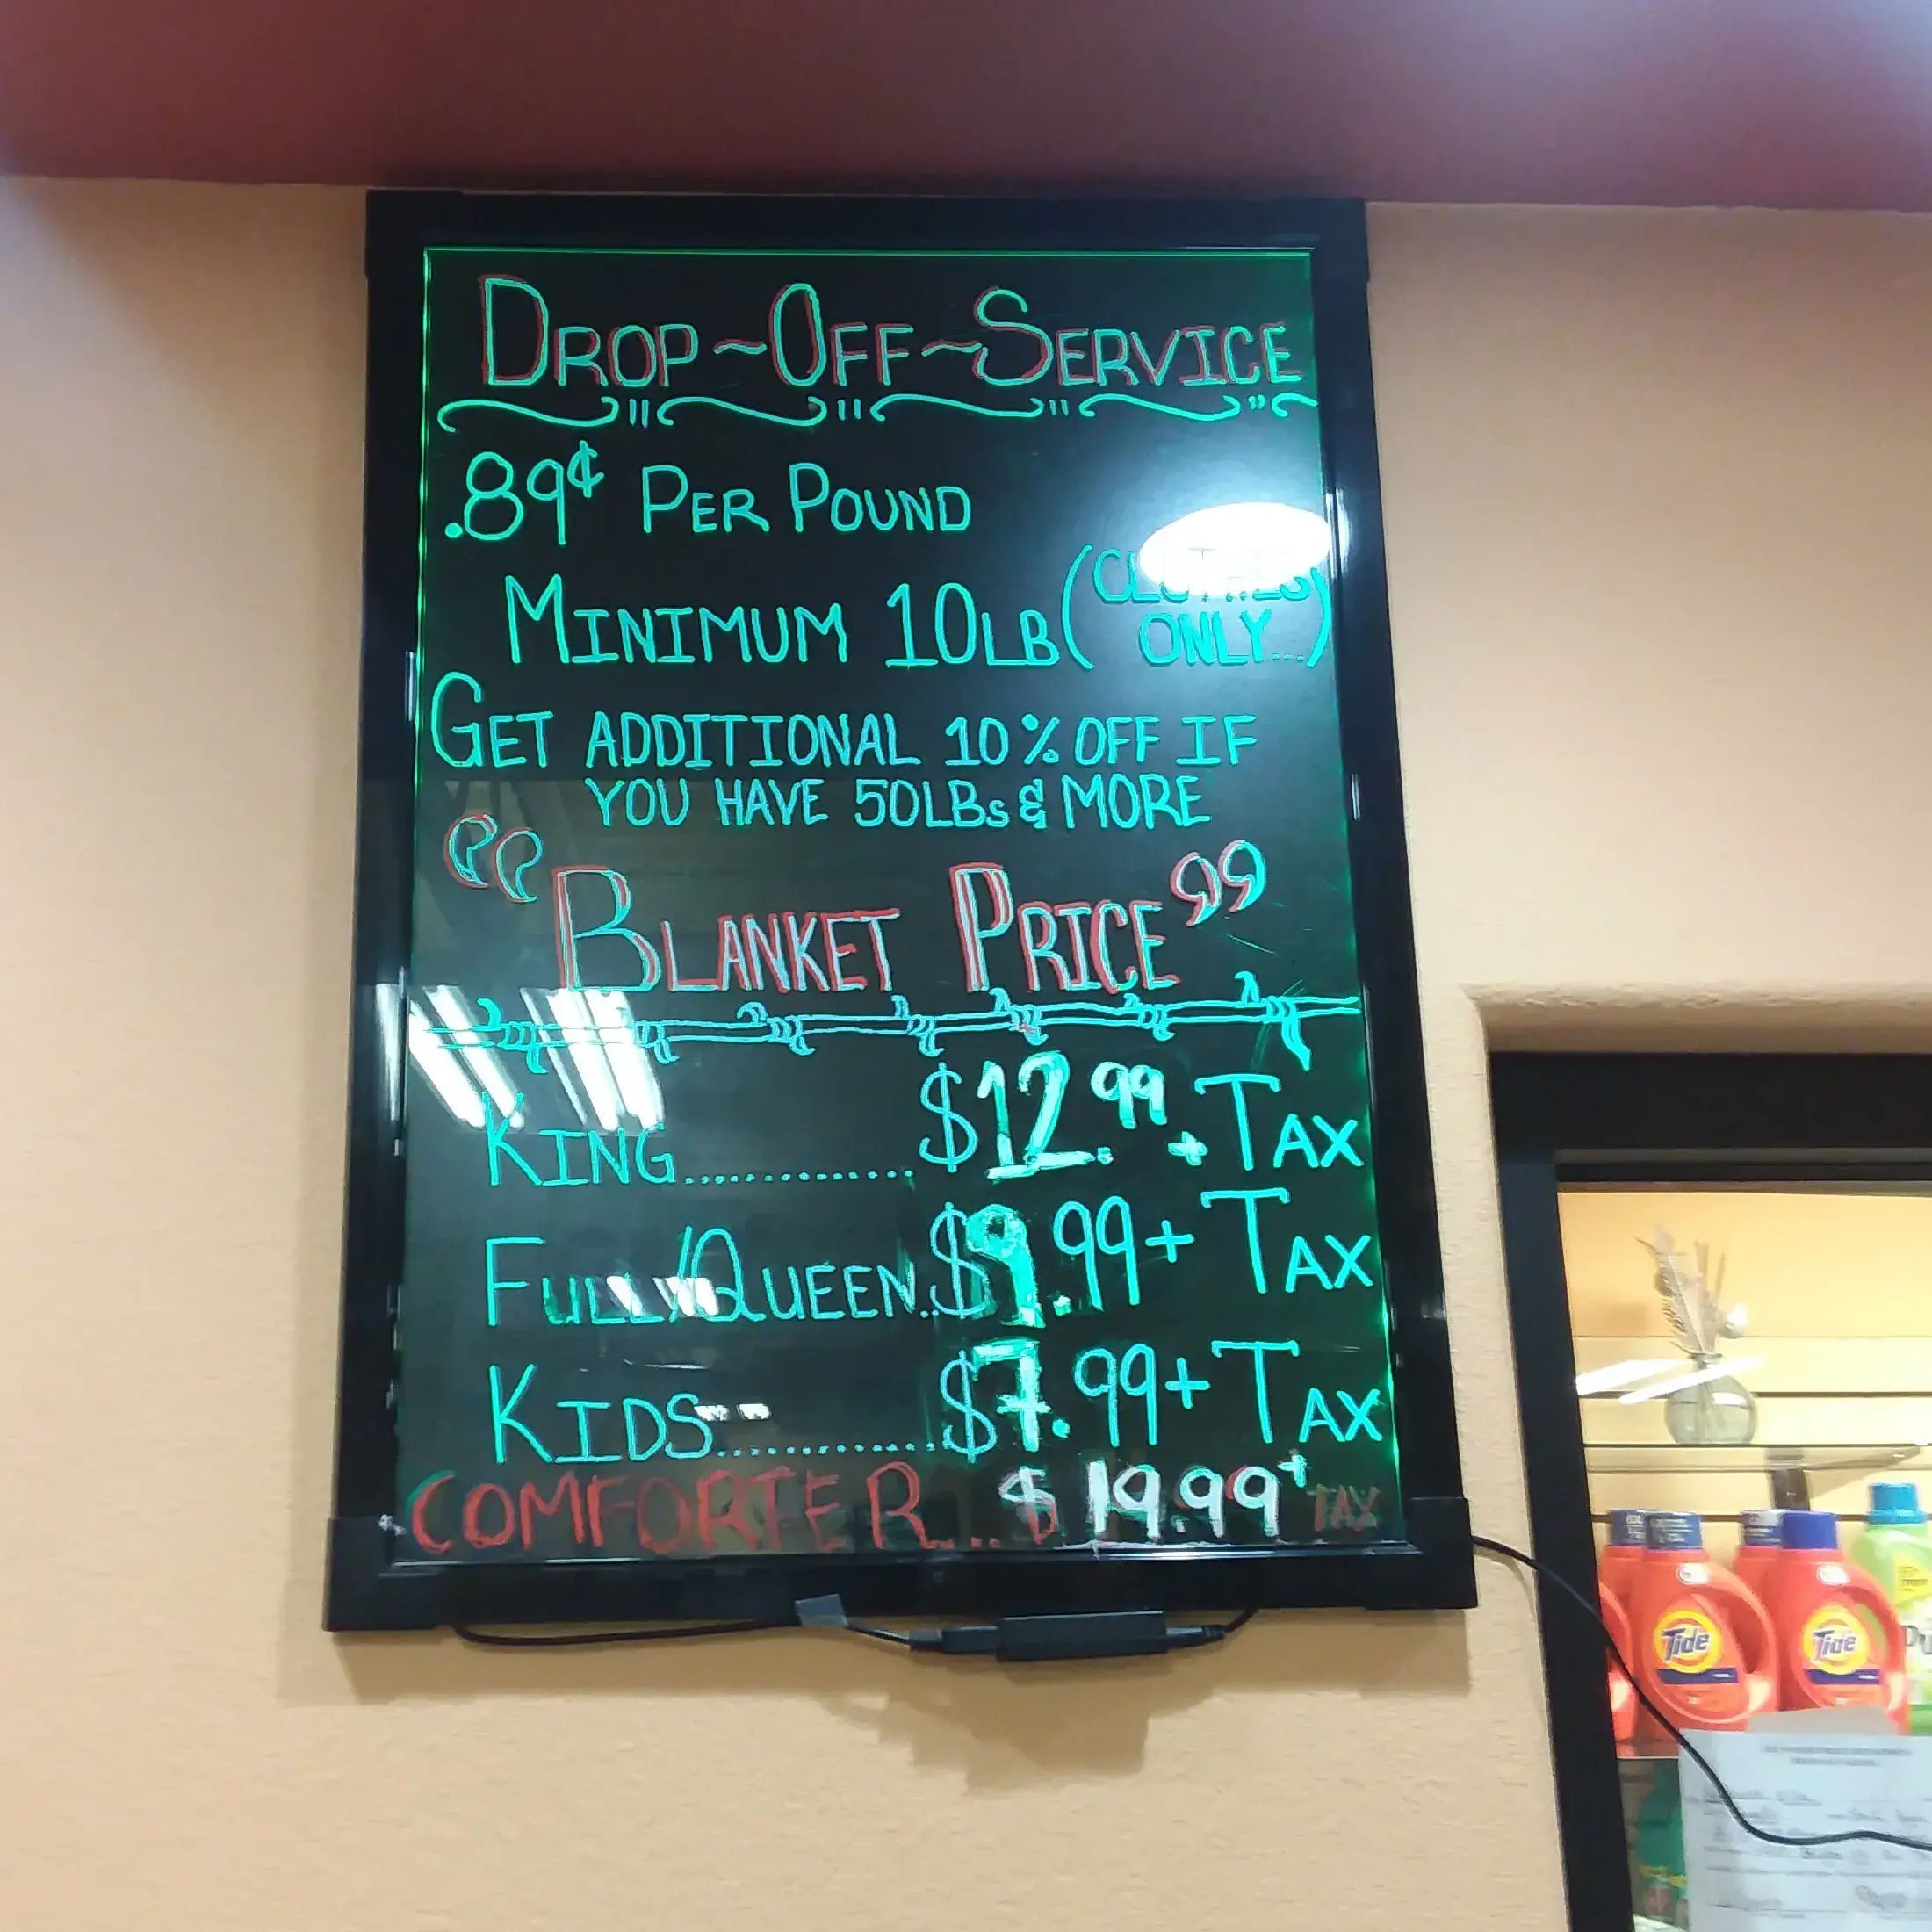 DROP~OFF~SERVICE
.89¢ PER POUND
MINIMUM 10LB (CLOTHES ONLY...)
GET ADDITIONAL 10% OFF IF
YOU HAVE 50LBS & MORE
“BLANKET PRICE”
KING.............. $12.99 + TAX
FULL/QUEEN..$9.99+ TAX
KIDS..............$7.99+ TAX
COMFORTER... $19.99+ TAX
Tide
Tide